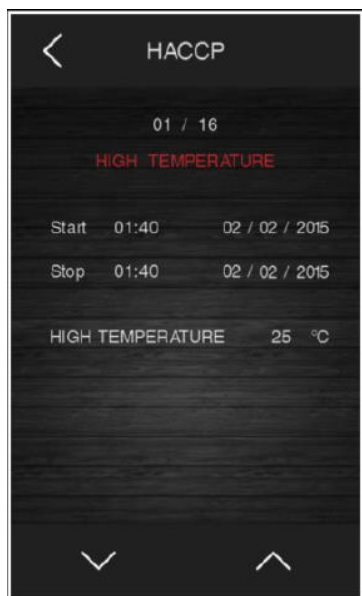 HACCP
01 / 16
HIGH TEMPERATURE
Start 01:40 02 / 02 / 2015
Stop 01:40 02 / 02 / 2015
HIGH TEMPERATURE 25 °C